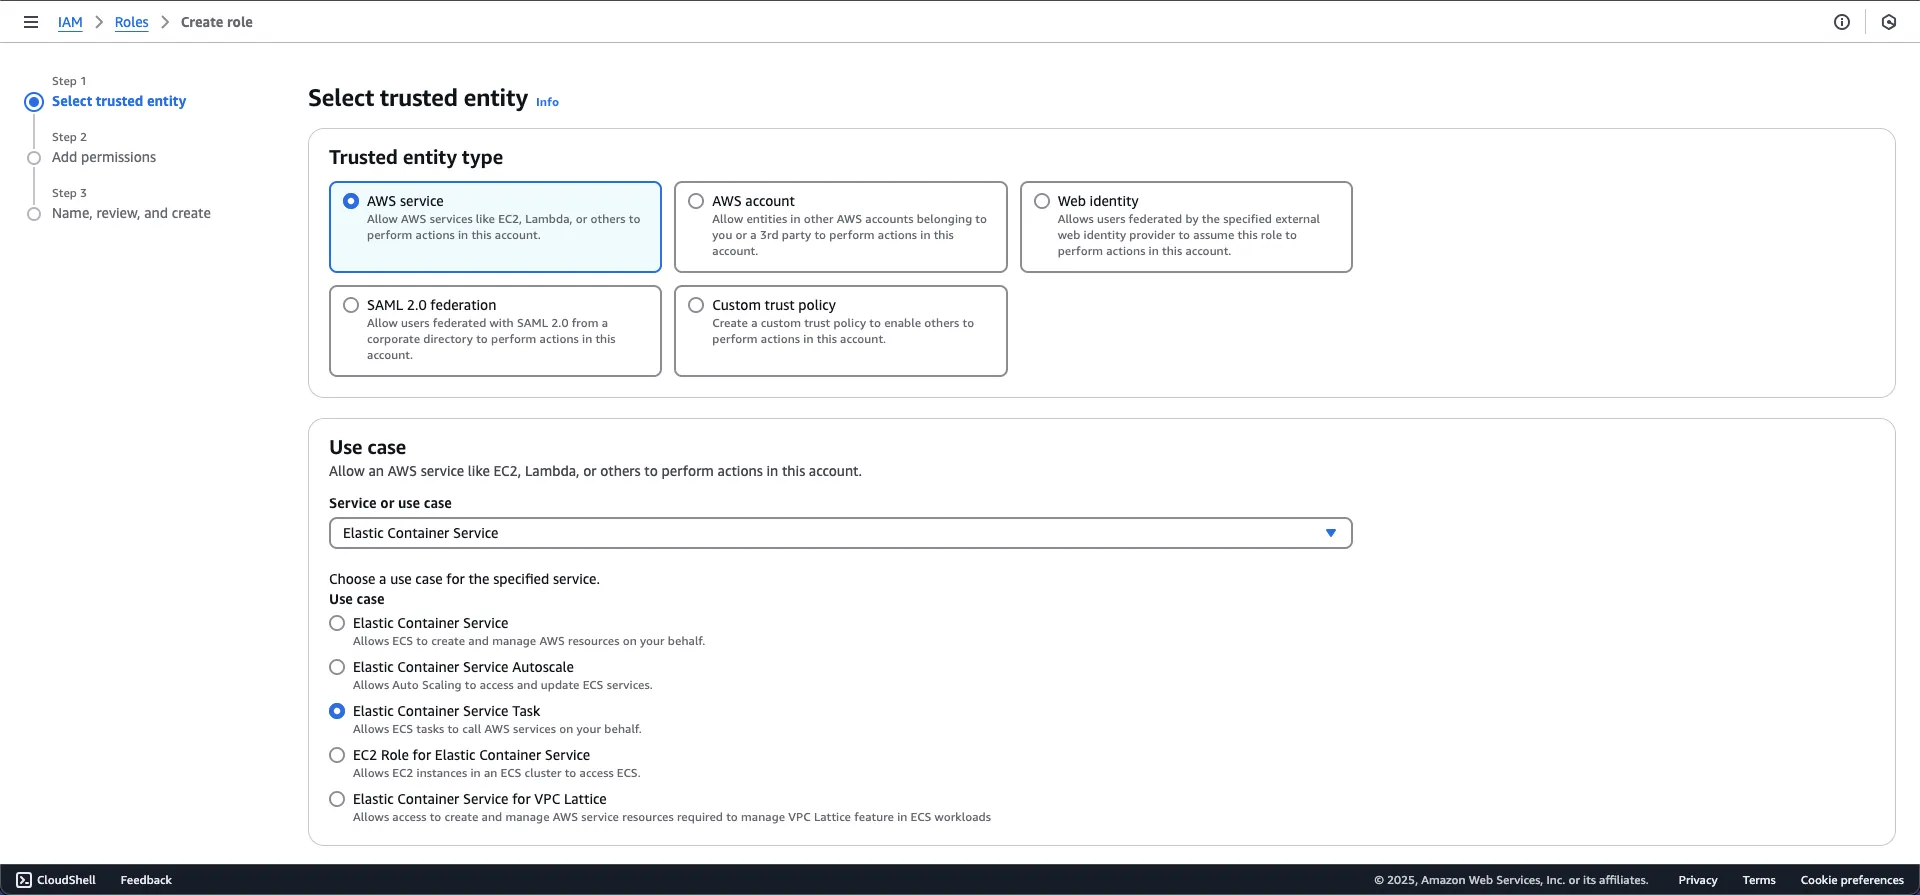 IAM > Roles > Create role
Step 1
Select trusted entity
Step 2
Add permissions
Step 3
Name, review, and create
Select trusted entity Info
Trusted entity type
AWS service
Allow AWS services like EC2, Lambda, or others to
perform actions in this account.
AWS account
Allow entities in other AWS accounts belonging to
you or a 3rd party to perform actions in this
account.
Web identity
Allows users federated by the specified external
web identity provider to assume this role to
perform actions in this account.
SAML 2.0 federation
Allow users federated with SAML 2.0 from a
corporate directory to perform actions in this
account.
Custom trust policy
Create a custom trust policy to enable others to
perform actions in this account.
Use case
Allow an AWS service like EC2, Lambda, or others to perform actions in this account.
Service or use case
Elastic Container Service
Choose a use case for the specified service.
Use case
Elastic Container Service
Allows ECS to create and manage AWS resources on your behalf.
Elastic Container Service Autoscale
Allows Auto Scaling to access and update ECS services.
Elastic Container Service Task
Allows ECS tasks to call AWS services on your behalf.
EC2 Role for Elastic Container Service
Allows EC2 instances in an ECS cluster to access ECS.
Elastic Container Service for VPC Lattice
Allows access to create and manage AWS service resources required to manage VPC Lattice feature in ECS workloads
CloudShell Feedback © 2025, Amazon Web Services, Inc. or its affiliates. Privacy Terms Cookie preferences